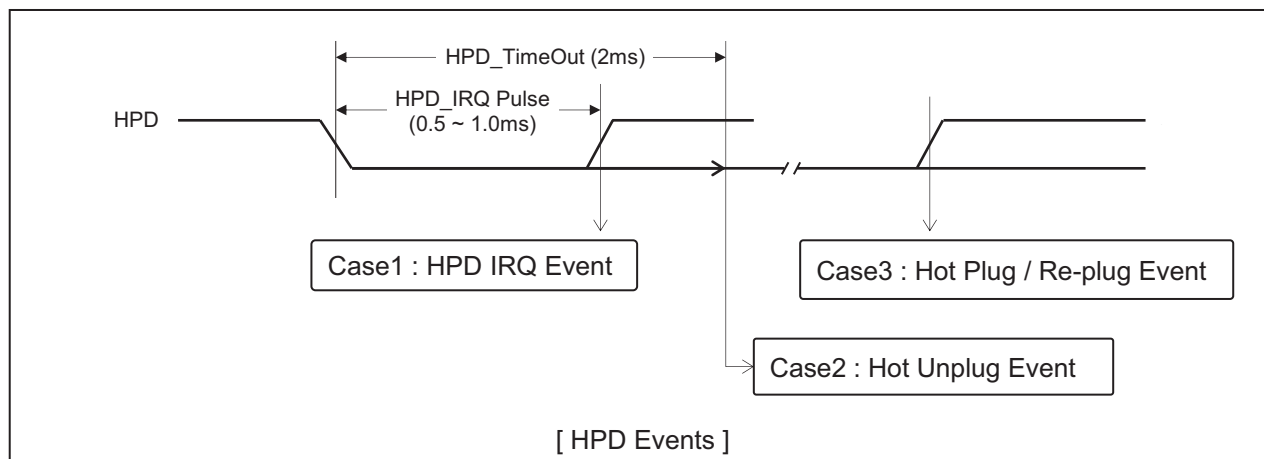 HPD_TimeOut (2ms)
HPD_IRQ Pulse
(0.5 ~ 1.0ms)
HPD
Case1 : HPD IRQ Event
Case3 : Hot Plug / Re-plug Event
Case2 : Hot Unplug Event
[ HPD Events ]